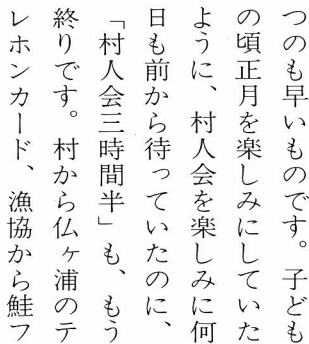 つのも早いものです。子ども
の頃正月を楽しみにしていた
ように、村人会を楽しみに何
日も前から待っていたのに、
「村人会三時間半」も、もう
終りです。村から仏ヶ浦のテ
レホンカード、漁協から鮭フ